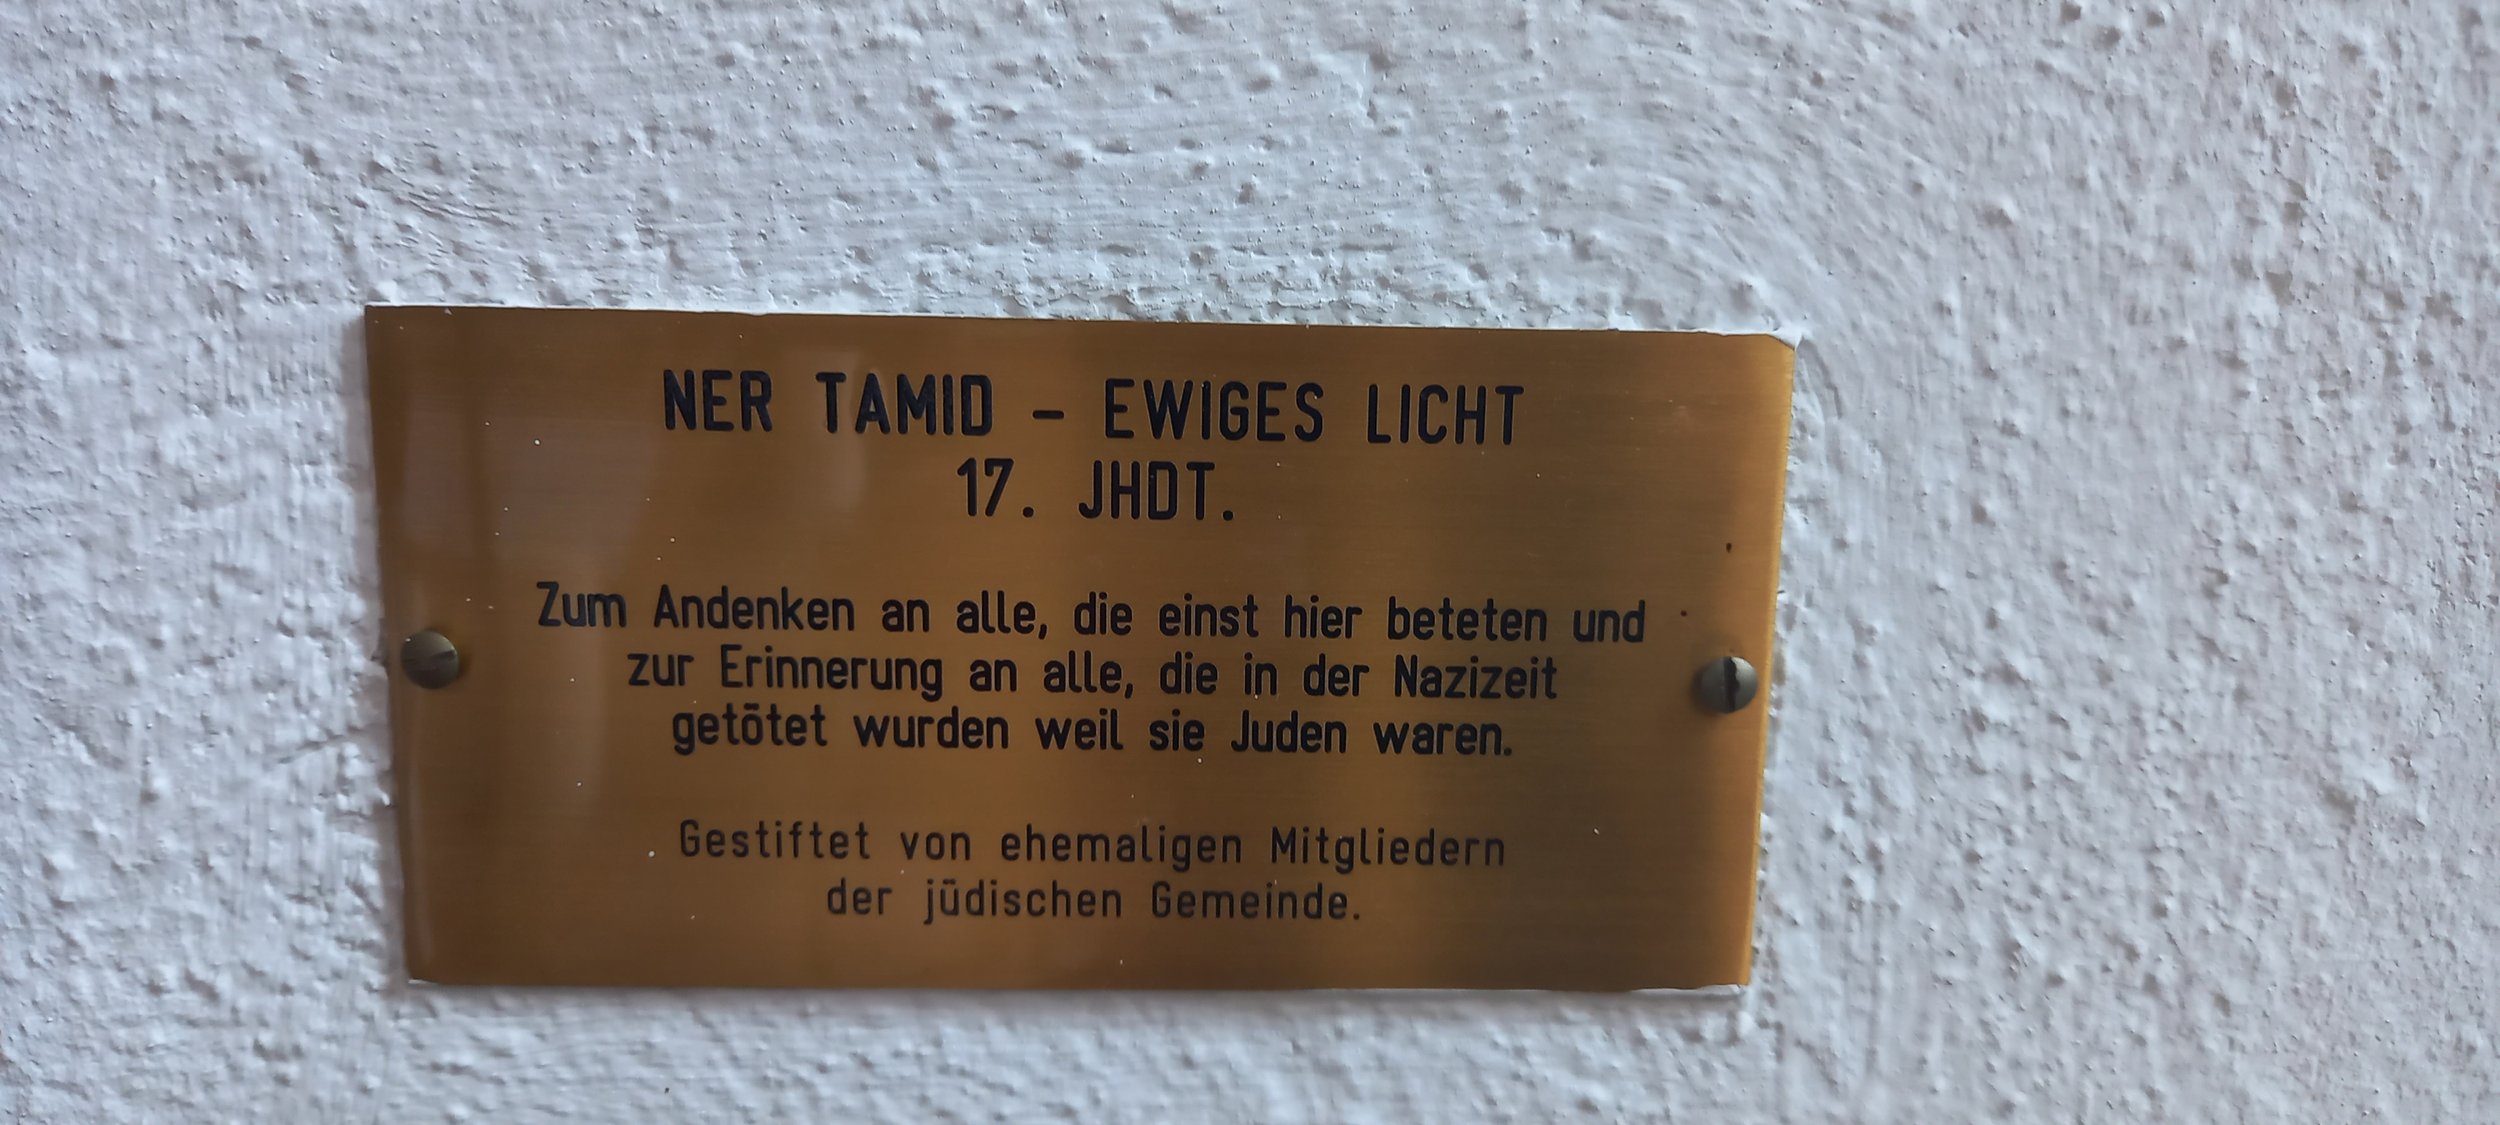 NER TAMID – EWIGES LICHT
17. JHDT.
Zum Andenken an alle, die einst hier beteten und
zur Erinnerung an alle, die in der Nazizeit
getötet wurden weil sie Juden waren.
Gestiftet von ehemaligen Mitgliedern
der jüdischen Gemeinde.